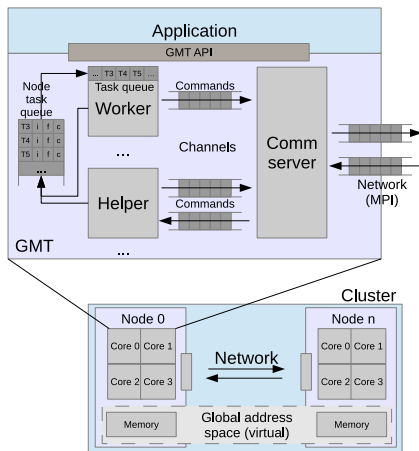 Application
GMT API
Node
task
queue
... T3 T4 T5 ...
Task queue
Worker
Commands
T3 i f c
T4 i f c
T5 i f c
...
...
Channels
Comm
server
Helper
Commands
Network
(MPI)
GMT
...
Cluster
Node 0
Node n
Core 0 Core 1
Core 2 Core 3
Network
Core 0 Core 1
Core 2 Core 3
Memory
Global address
space (virtual)
Memory